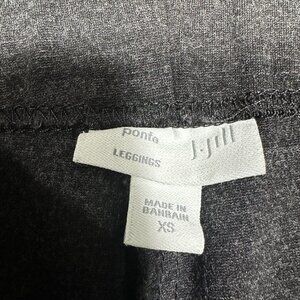 ponte
J.Jill
LEGGINGS
MADE IN
BAHRAIN
XS